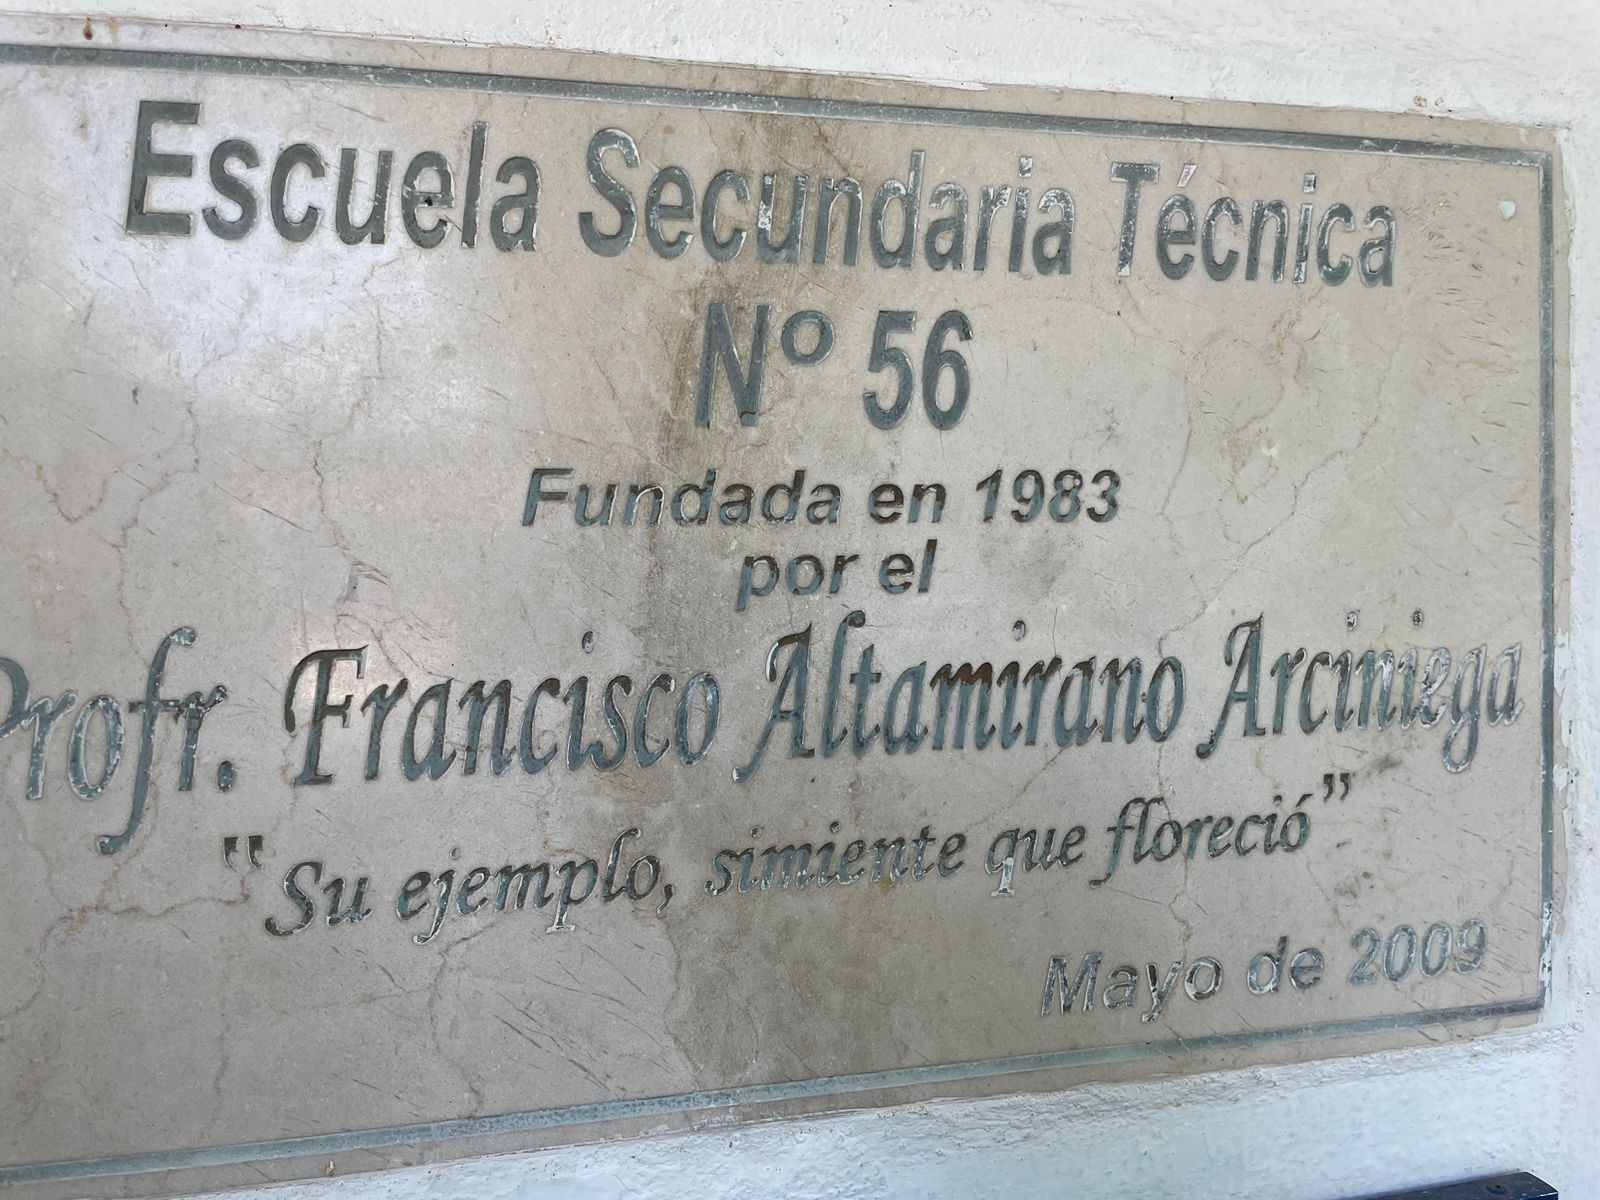 Escuela Secundaria Técnica
Nº 56
Fundada en 1983
por el
Profr. Francisco Altamirano Arciniega
"Su ejemplo, simiente que floreció"
Mayo de 2009